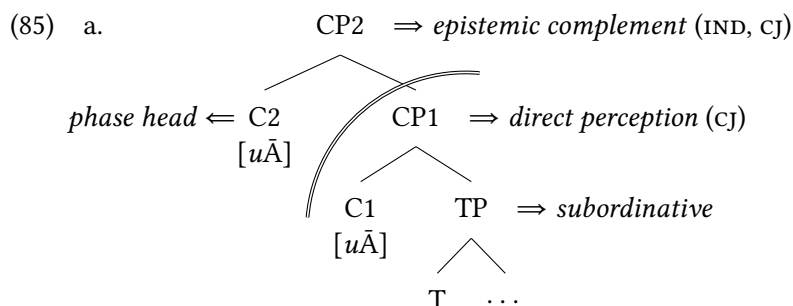 (85) a. CP2 ⇒ epistemic complement (IND, CJ)
phase head ⇐ C2 CP1 ⇒ direct perception (CJ)
[uĀ]
C1 TP ⇒ subordinative
[uĀ]
T ...